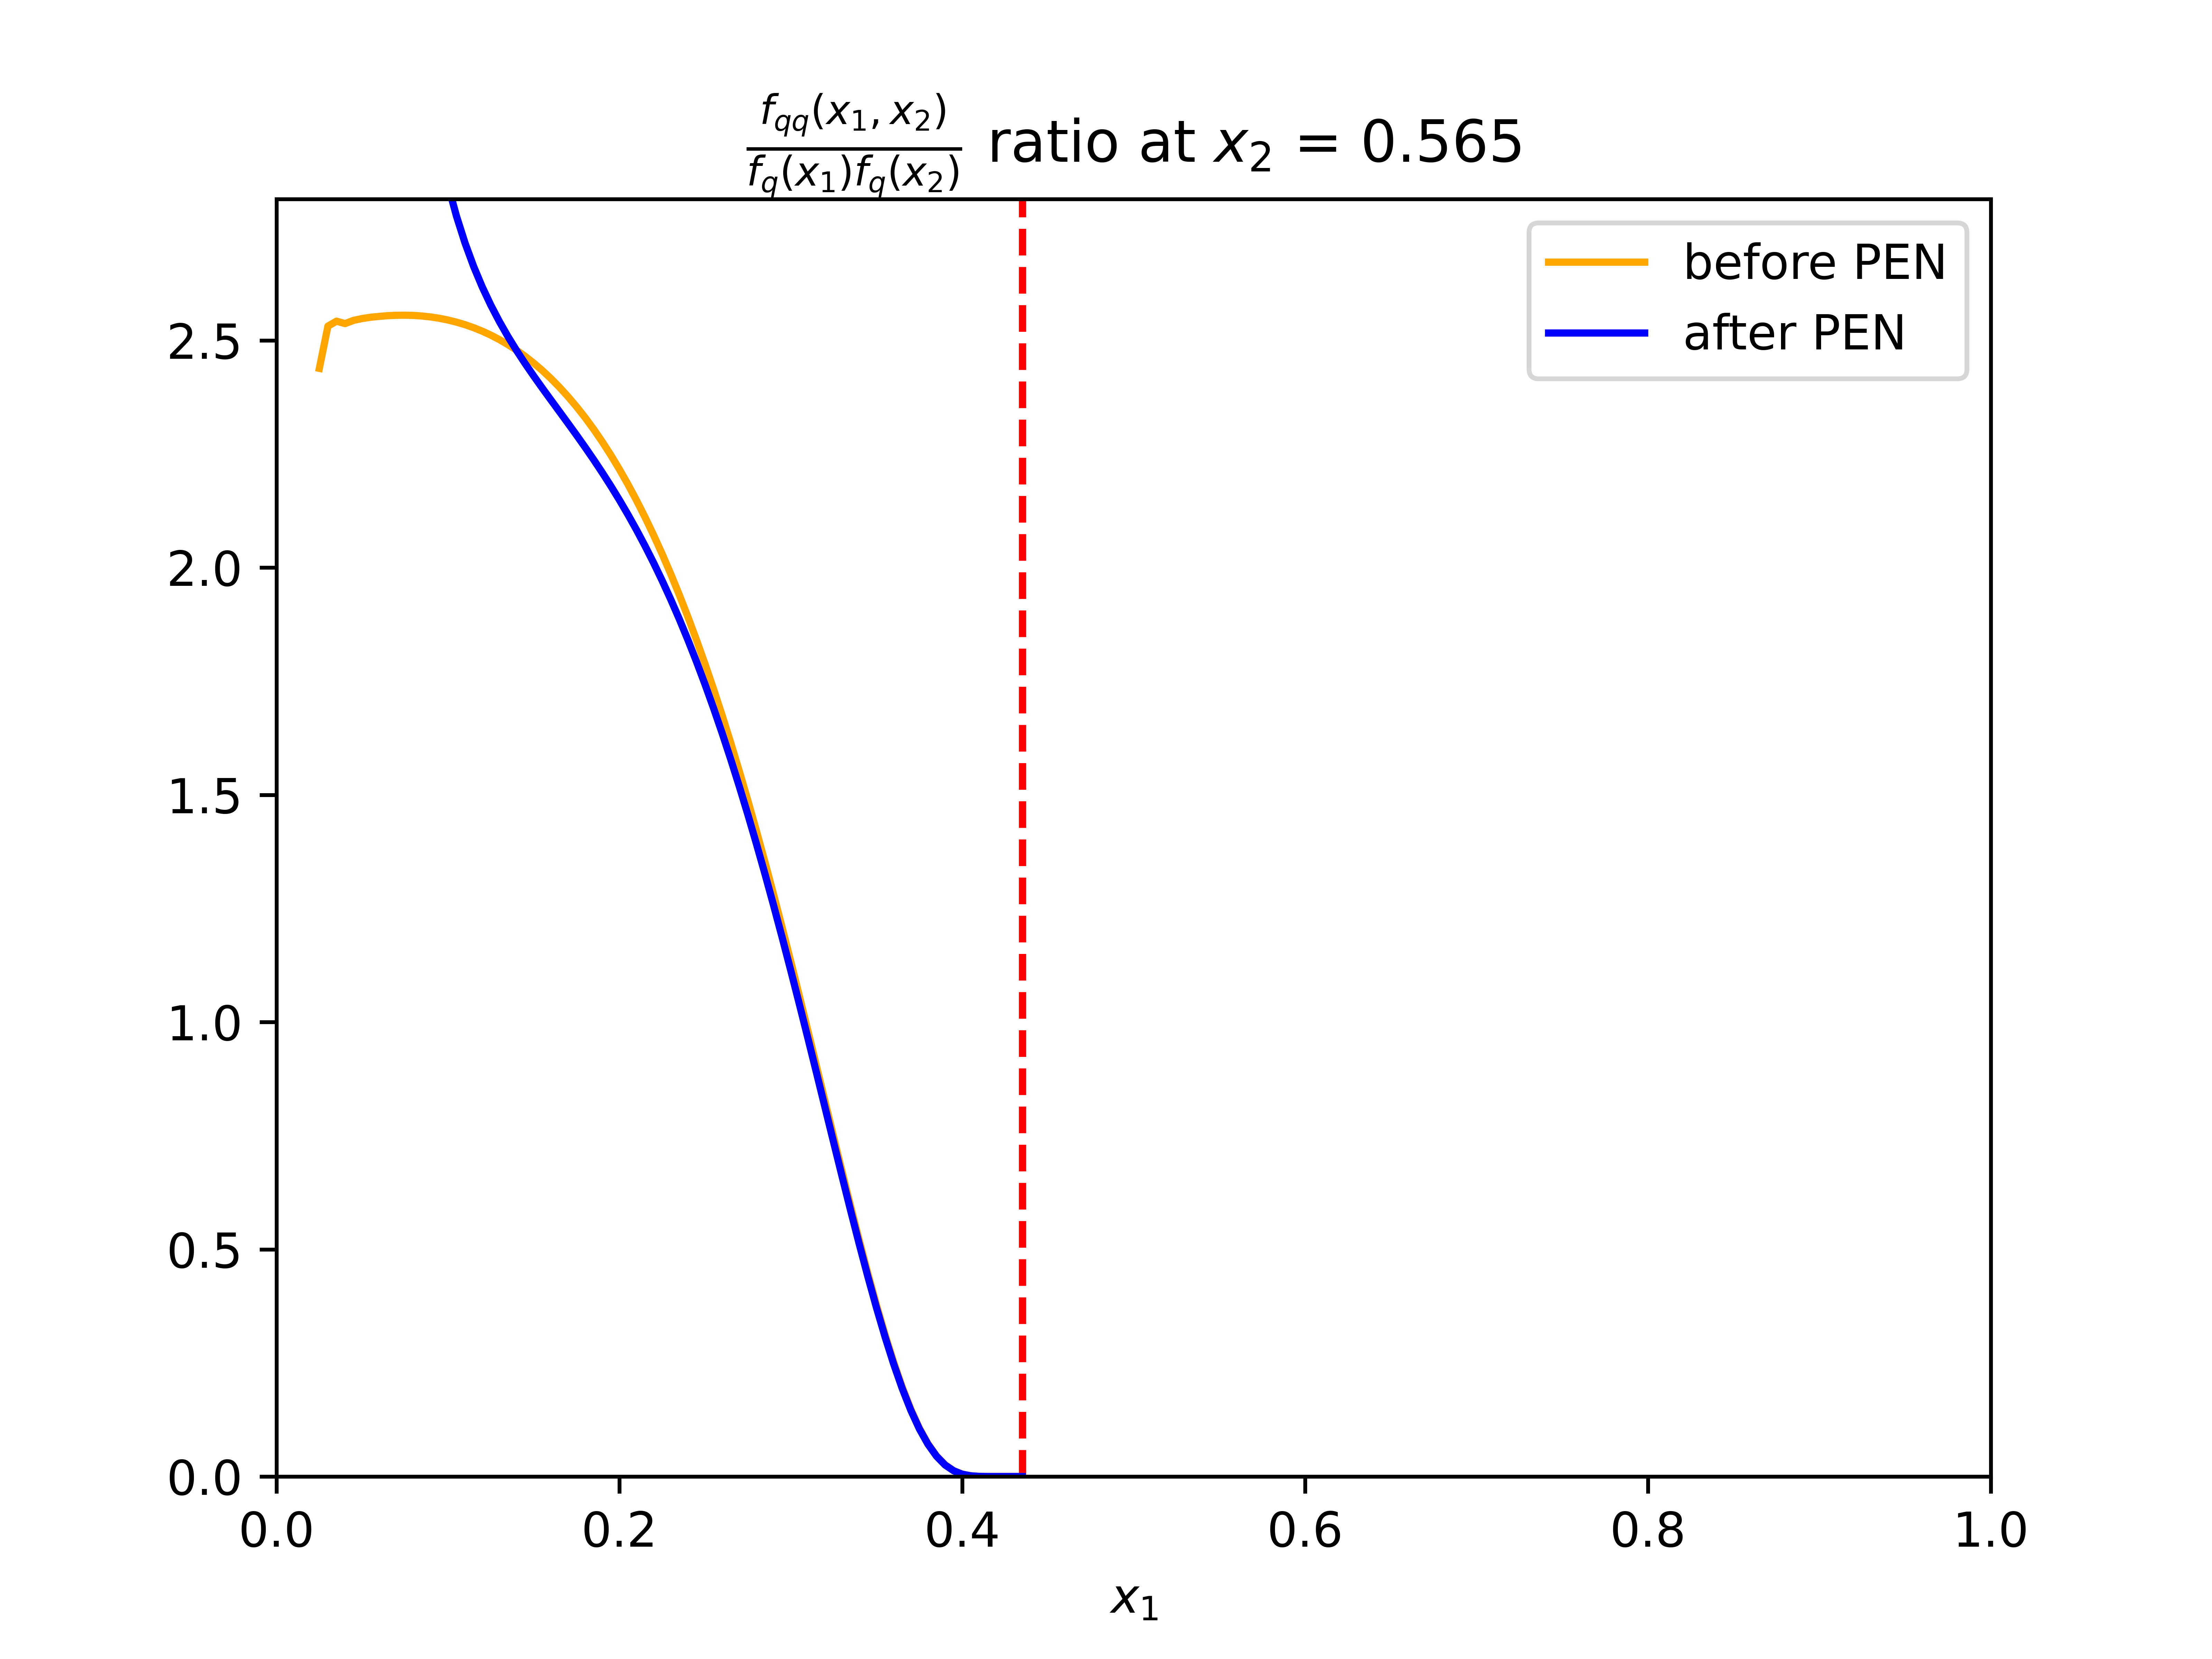 f_{qq}(x_1, x_2)
f_q(x_1)f_q(x_2)
ratio at x_2 = 0.565
before PEN
after PEN
2.5
2.0
1.5
1.0
0.5
0.0
0.0 0.2 0.4 0.6 0.8 1.0
x_1